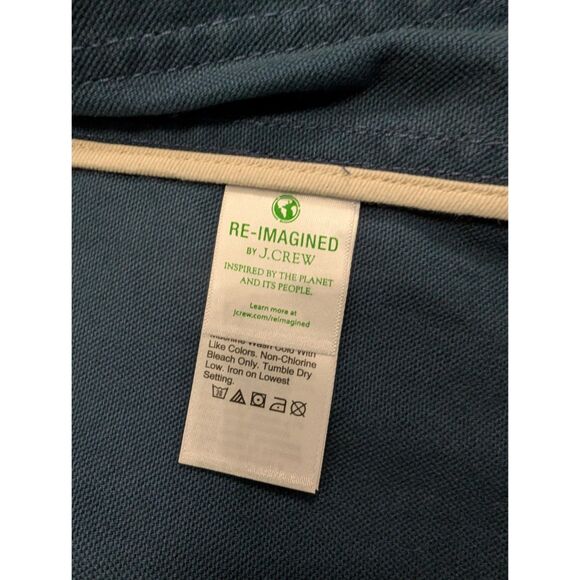 RE-IMAGINED
BY J.CREW
INSPIRED BY THE PLANET
AND ITS PEOPLE.
Learn more at
jcrew.com/reimagined
Machine Wash Cold With
Like Colors. Non-Chlorine
Bleach Only. Tumble Dry
Low. Iron on Lowest
Setting.